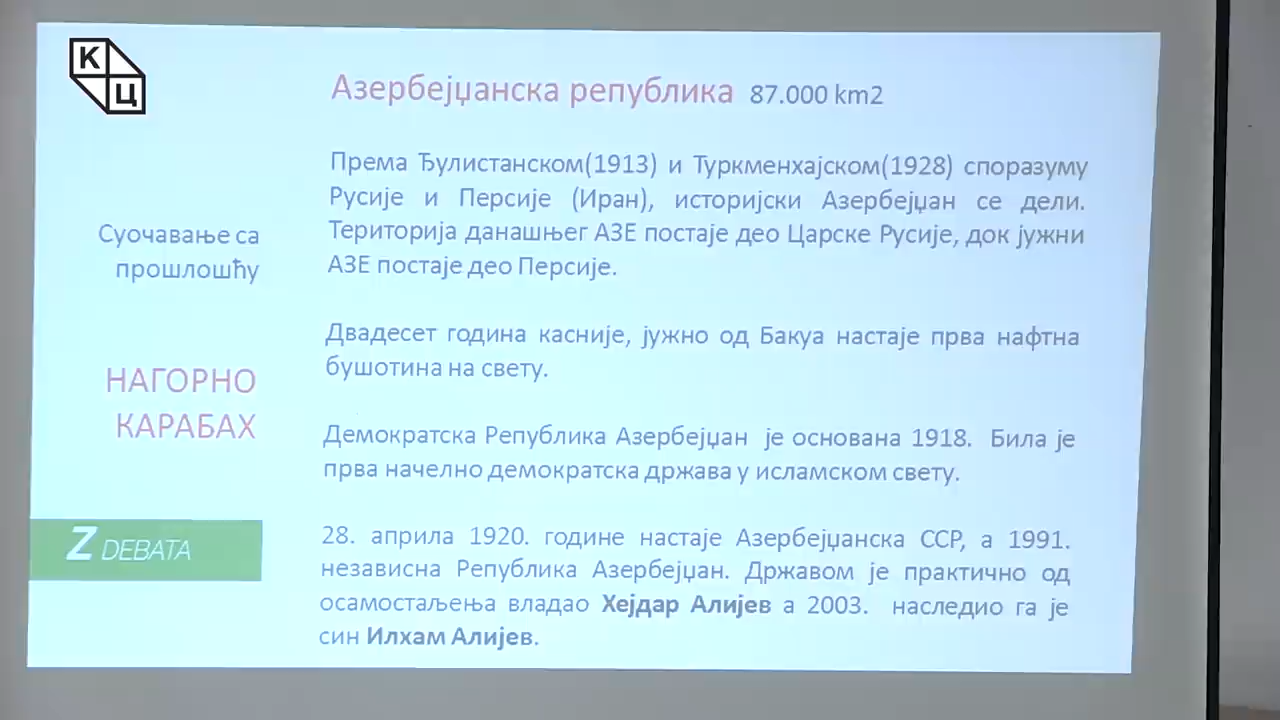 КЦ
Азербејџанска република 87.000 km2
Према Ђулистанском(1913) и Туркменхајском(1928) споразуму
Русије и Персије (Иран), историјски Азербејџан се дели.
Територија данашњег АЗЕ постаје део Царске Русије, док јужни
АЗЕ постаје део Персије.
Двадесет година касније, јужно од Бакуа настаје прва нафтна
бушотина на свету.
Демократска Република Азербејџан је основана 1918. Била је
прва начелно демократска држава у исламском свету.
28. априла 1920. године настаје Азербејџанска ССР, а 1991.
независна Република Азербејџан. Државом је практично од
осамостаљења владао Хејдар Алијев а 2003. наследио га је
син Илхам Алијев.
Суочавање са
прошлошћу
НАГОРНО
КАРАБАХ
Z DEBATA